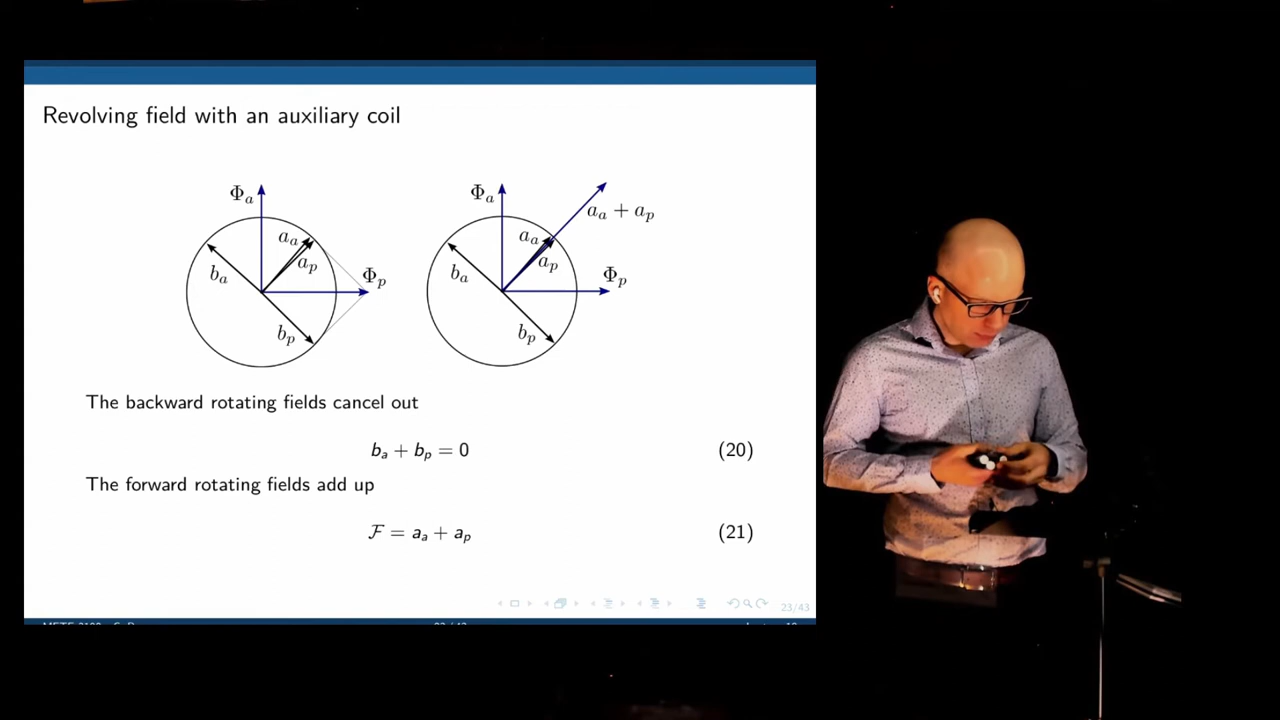 Revolving field with an auxiliary coil
Φₐ
aₐ
aₚ
Φₚ
bₐ
bₚ
Φₐ
aₐ + aₚ
aₐ
aₚ
Φₚ
bₐ
bₚ
The backward rotating fields cancel out
bₐ + bₚ = 0 (20)
The forward rotating fields add up
ℱ = aₐ + aₚ (21)
23/43